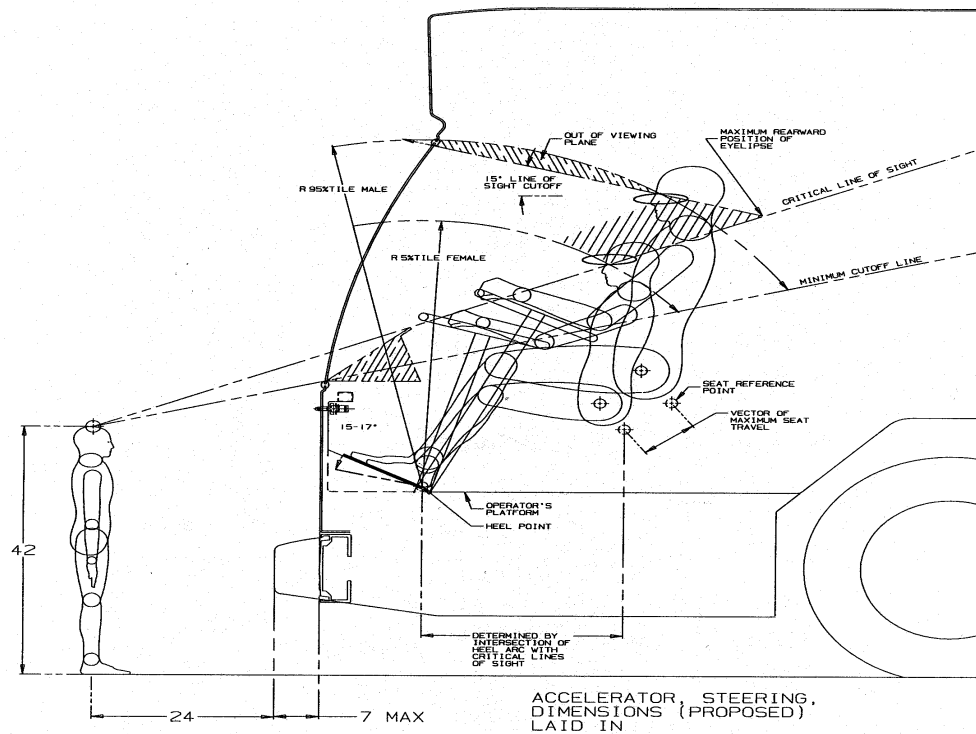 OUT OF VIEWING
PLANE
MAXIMUM REARWARD
POSITION OF
EYELIPSE
15° LINE OF
SIGHT CUTOFF
CRITICAL LINE OF SIGHT
R 95%TILE MALE
R 5%TILE FEMALE
MINIMUM CUTOFF LINE
SEAT REFERENCE
POINT
VECTOR OF
MAXIMUM SEAT
TRAVEL
15-17°
OPERATOR'S
PLATFORM
HEEL POINT
42
DETERMINED BY
INTERSECTION OF
HEEL ARC WITH
CRITICAL LINES
OF SIGHT
24
7 MAX
ACCELERATOR, STEERING,
DIMENSIONS (PROPOSED)
LAID IN